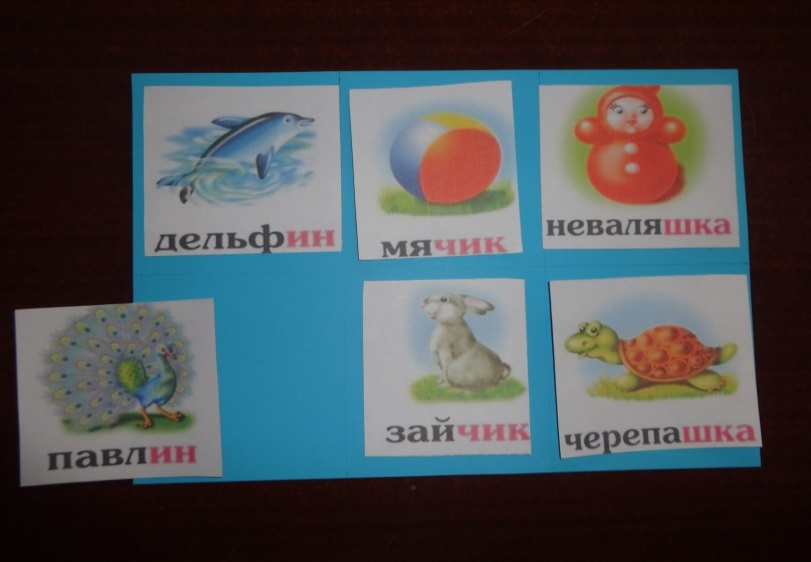 дельфин
мячик
неваляшка
павлин
зайчик
черепашка